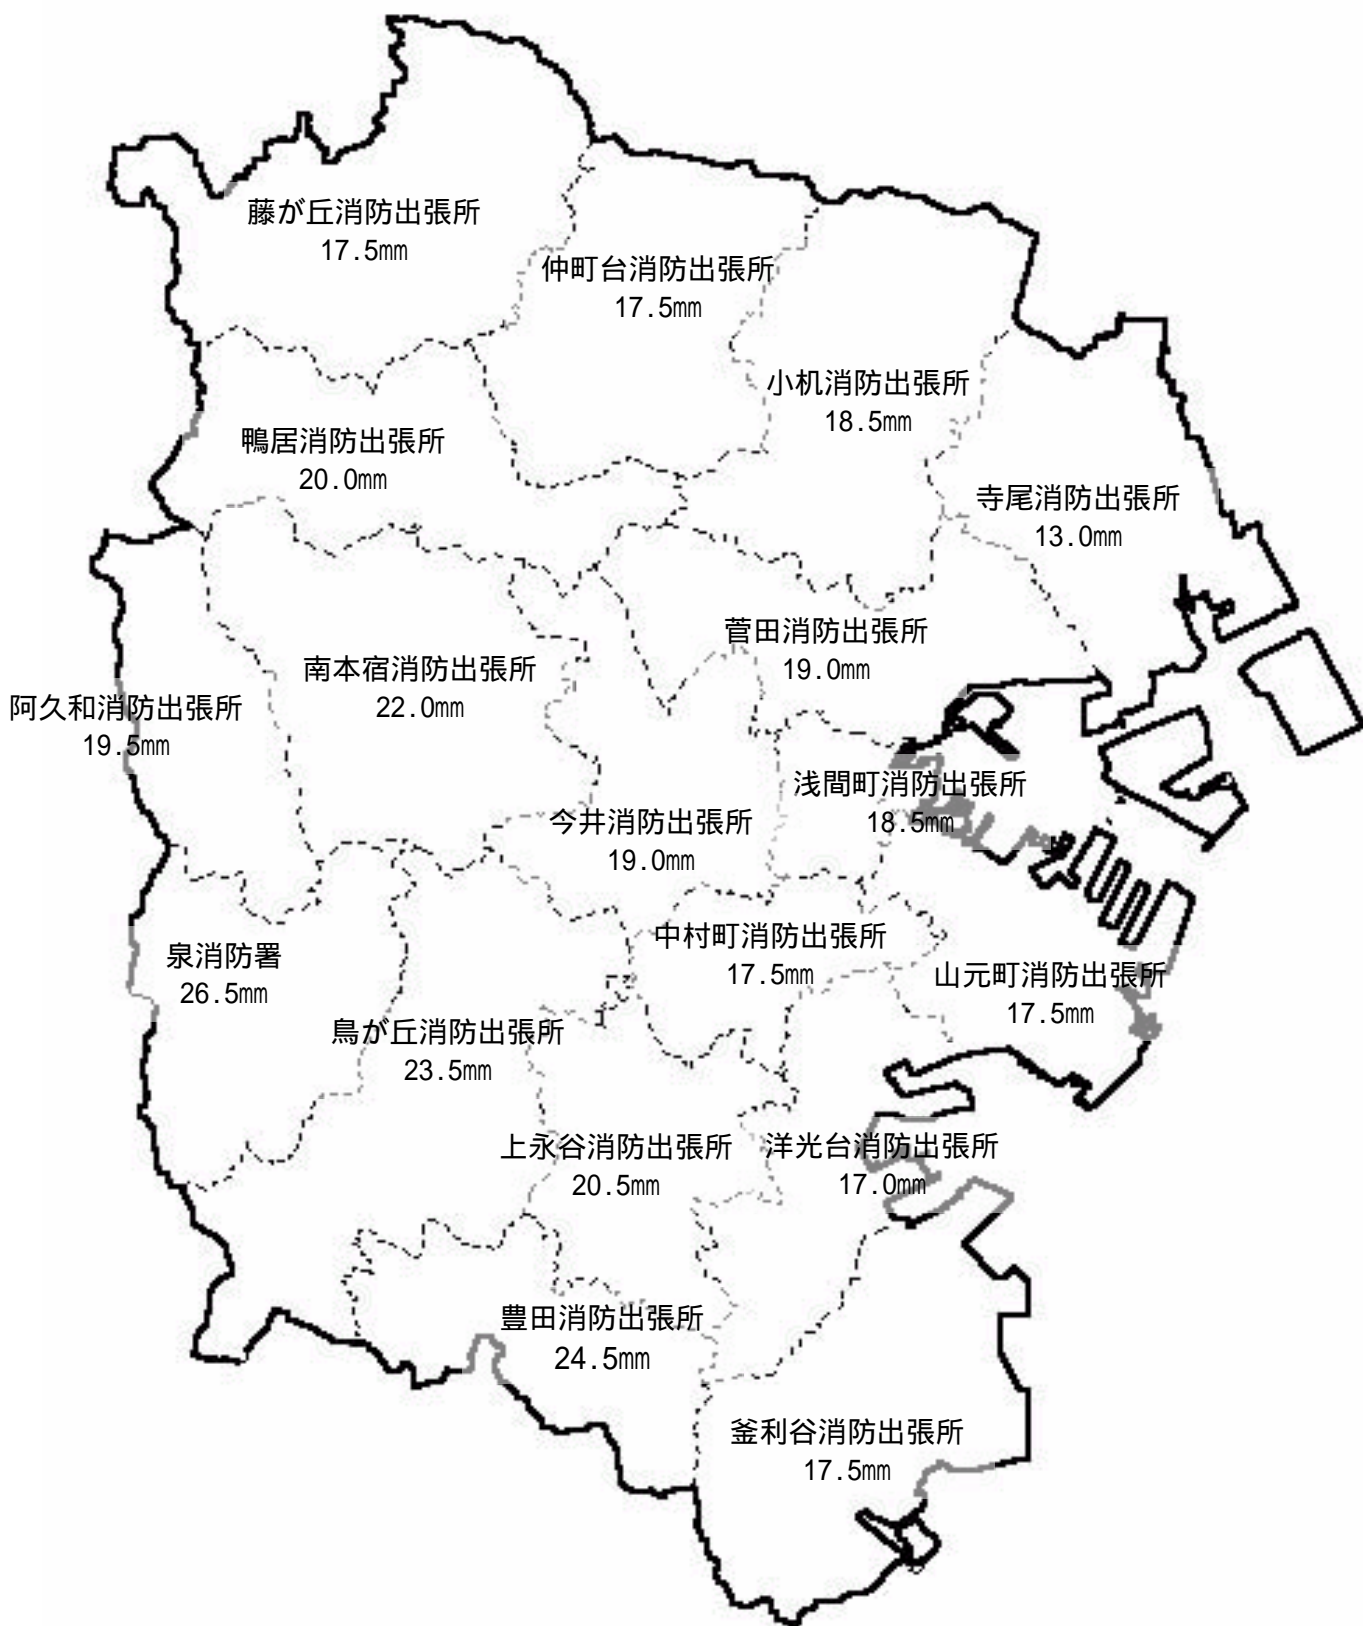 藤が丘消防出張所
17.5mm
仲町台消防出張所
17.5mm
小机消防出張所
18.5mm
鴨居消防出張所
20.0mm
寺尾消防出張所
13.0mm
菅田消防出張所
19.0mm
南本宿消防出張所
22.0mm
阿久和消防出張所
19.5mm
浅間町消防出張所
18.5mm
今井消防出張所
19.0mm
中村町消防出張所
17.5mm
泉消防署
26.5mm
山元町消防出張所
17.5mm
鳥が丘消防出張所
23.5mm
上永谷消防出張所
20.5mm
洋光台消防出張所
17.0mm
豊田消防出張所
24.5mm
釜利谷消防出張所
17.5mm